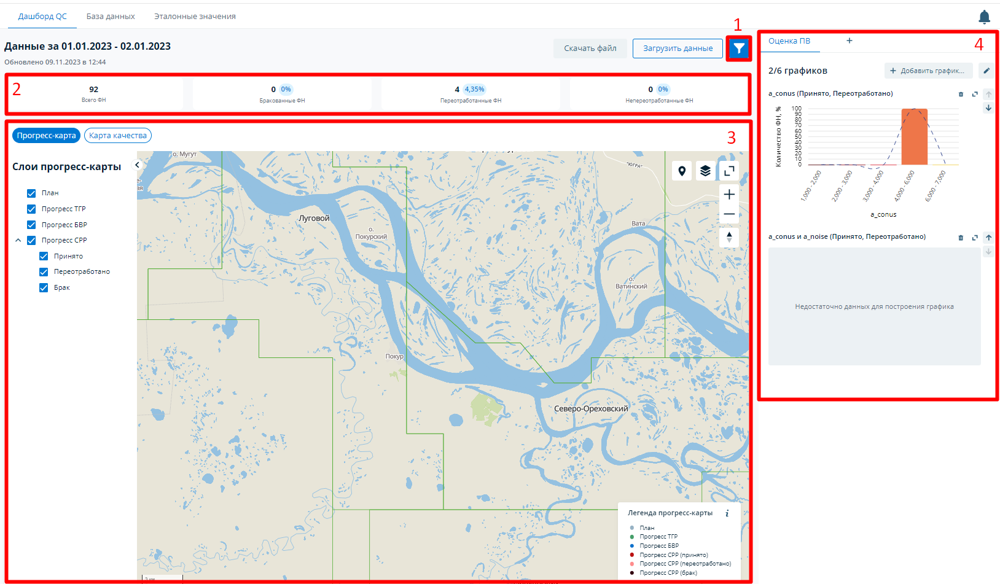 Дашборд QC
База данных
Эталонные значения
1
Данные за 01.01.2023 - 02.01.2023
Обновлено 09.11.2023 в 12:44
Скачать файл
Загрузить данные
2
92
Всего ФН
0 0%
Бракованные ФН
4 4,35%
Переотработанные ФН
0 0%
Непереотработанные ФН
3
Прогресс-карта
Карта качества
Слои прогресс-карты
План
Прогресс ТГР
Прогресс БВР
Прогресс СРР
Принято
Переотработано
Брак
о. Мугут
"ЮГРА"
Луговой
о.
Покурский
Вата
о.
Ватинский
Покур
Северо-Ореховский
3 км
Легенда прогресс-карты i
План
Прогресс ТГР
Прогресс БВР
Прогресс СРР (принято)
Прогресс СРР (переотработано)
Прогресс СРР (брак)
4
Оценка ПВ +
2/6 графиков
+ Добавить график...
a_conus (Принято, Переотработано)
Количество ФН, %
100
90
80
70
60
50
40
30
20
10
0
1,000 - 2,000
2,000 - 3,000
3,000 - 4,000
4,000 - 6,000
6,000 - 7,000
a_conus
a_conus и a_noise (Принято, Переотработано)
Недостаточно данных для построения графика